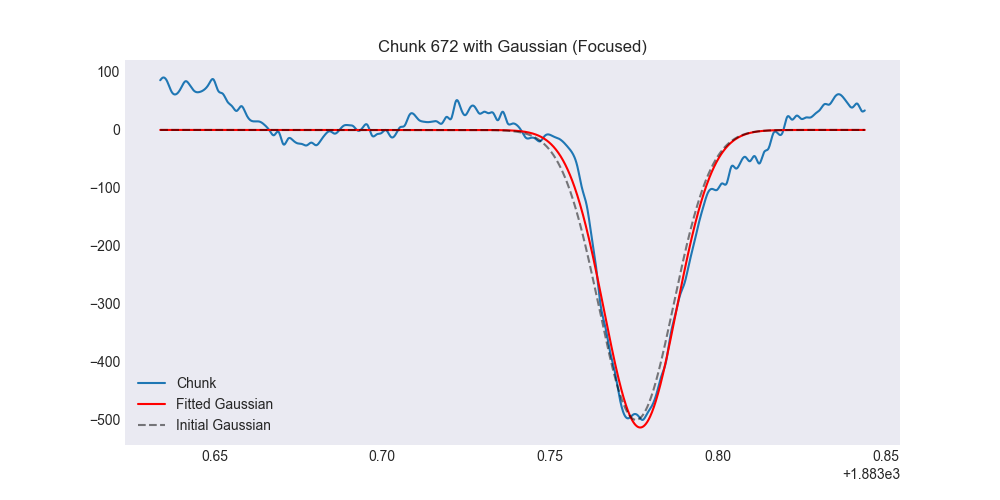 Chunk 672 with Gaussian (Focused)
100
0
−100
−200
−300
−400
−500
Chunk
Fitted Gaussian
Initial Gaussian
0.65 0.70 0.75 0.80 0.85
+1.883e3